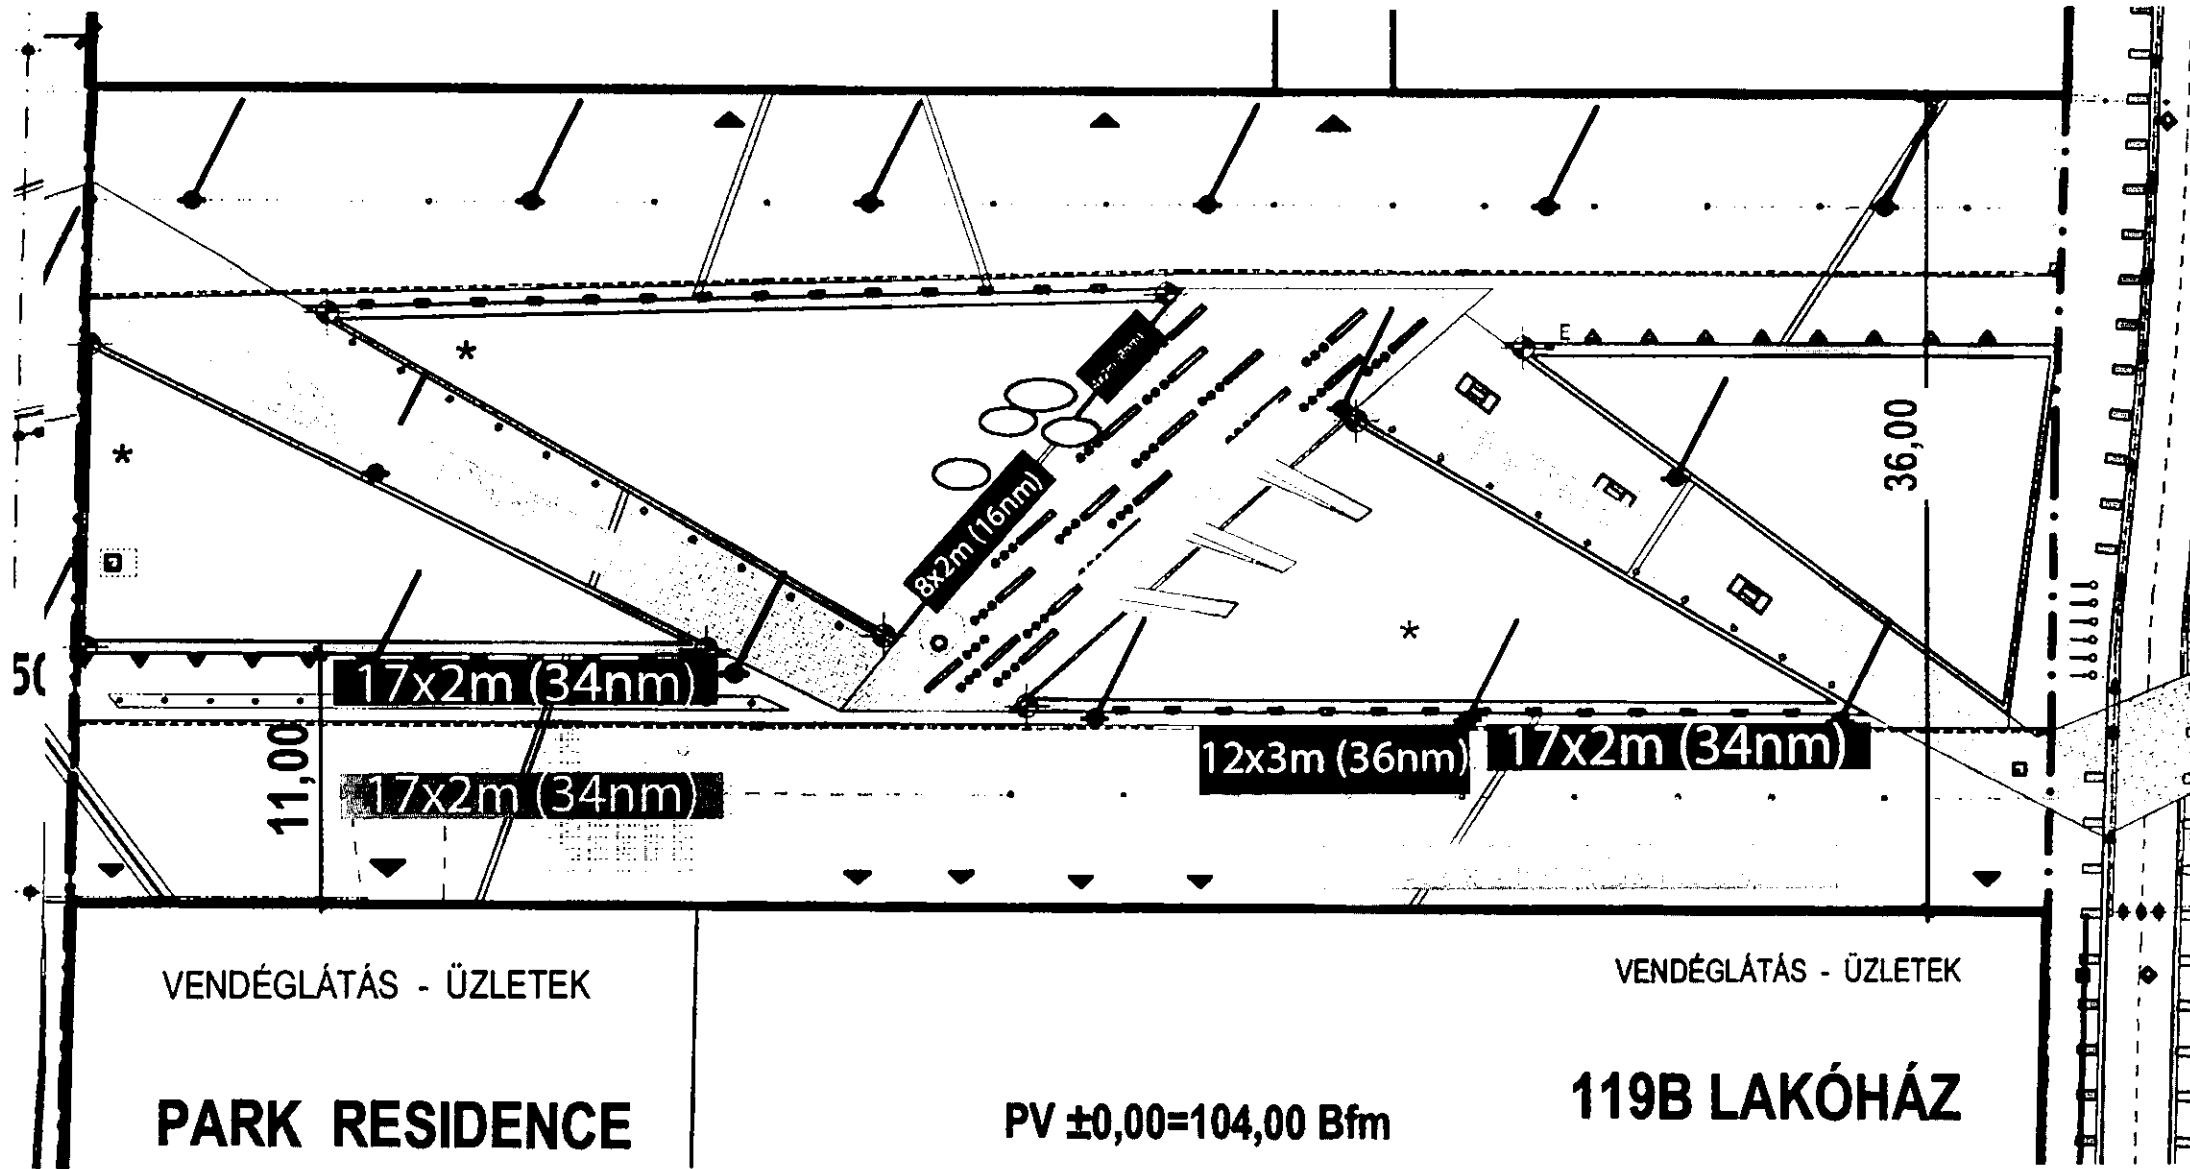 E
36,00
8x2m (16nm)
50
17x2m (34nm)
11,00
12x3m (36nm)
17x2m (34nm)
17x2m (34nm)
VENDÉGLÁTÁS - ÜZLETEK
VENDÉGLÁTÁS - ÜZLETEK
PARK RESIDENCE
PV ±0,00=104,00 Bfm
119B LAKÓHÁZ